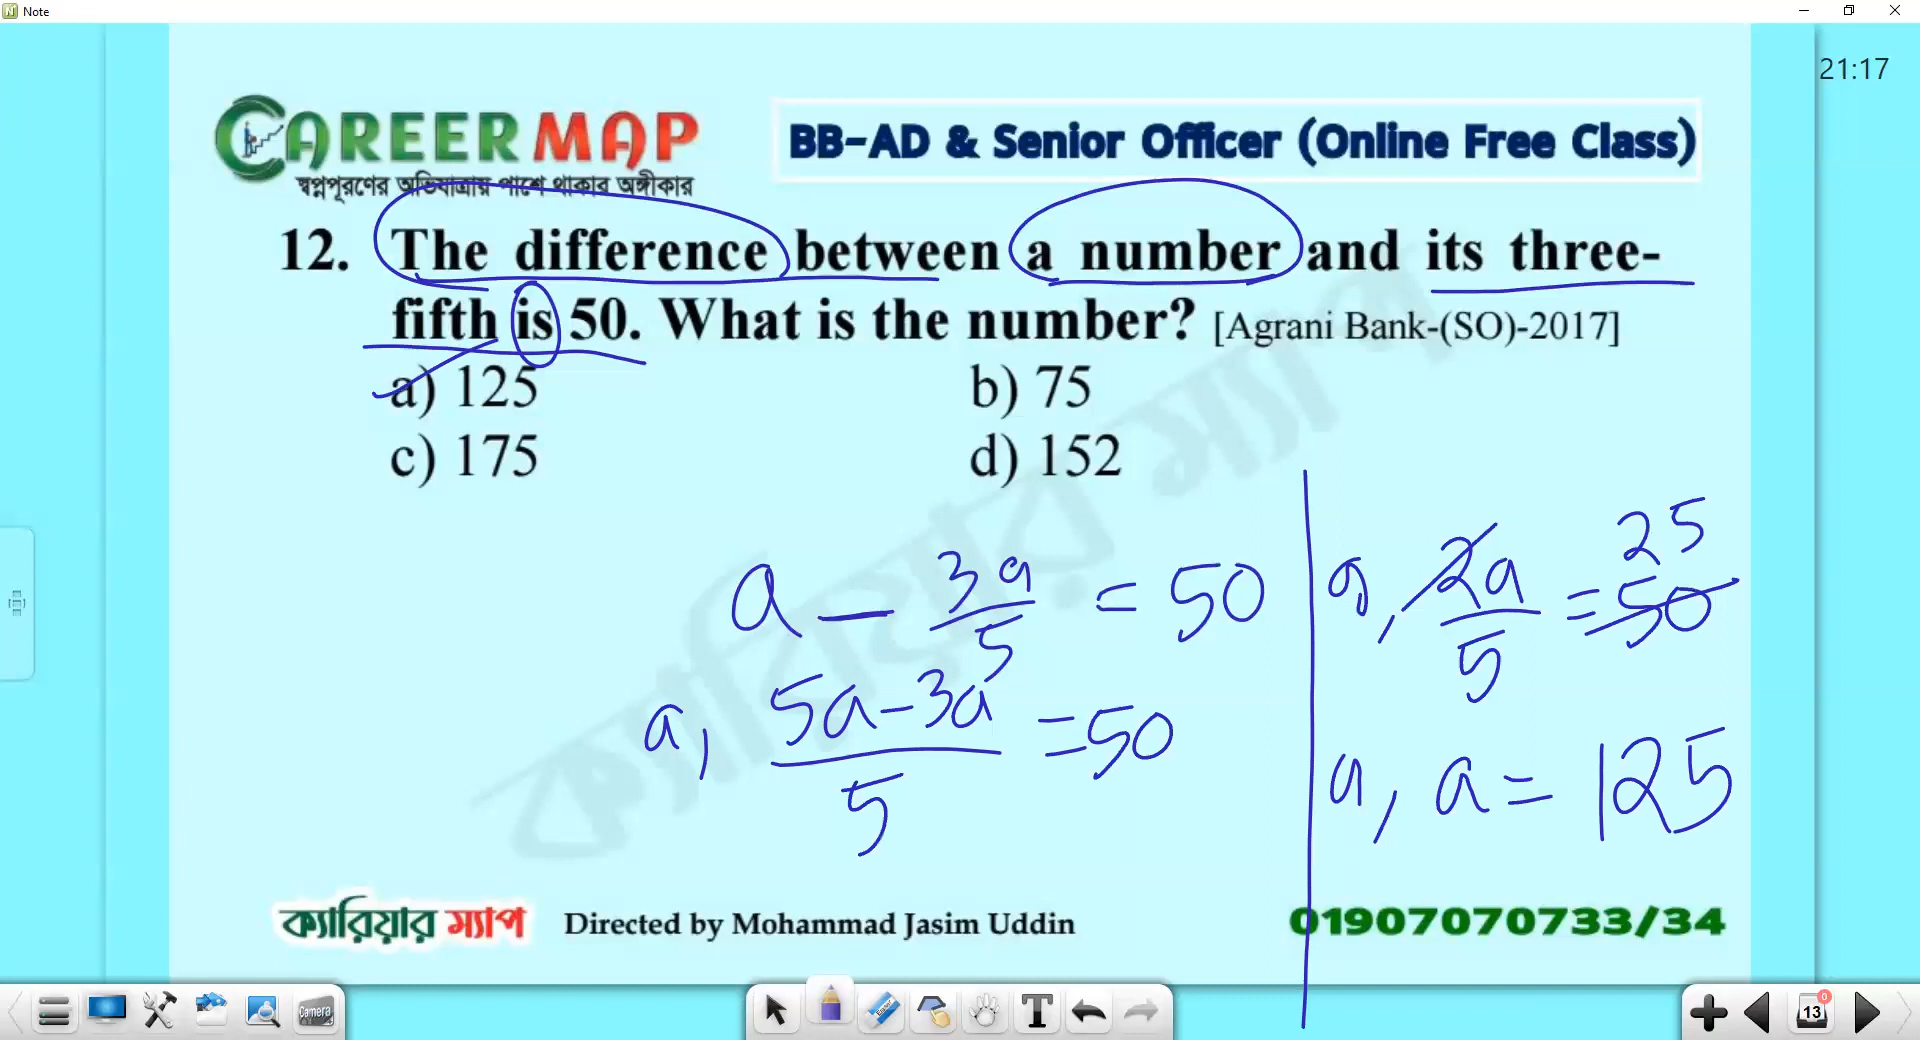 Note
21:17
CAREER MAP
স্বপ্নপূরণের অভিযাত্রায় পাশে থাকার অঙ্গীকার
BB-AD & Senior Officer (Online Free Class)
12. The difference between a number and its three-
fifth is 50. What is the number? [Agrani Bank-(SO)-2017]
a) 125 b) 75
c) 175 d) 152
a - 3a/5 = 50
a, 5a-3a/5 = 50
25
a, 2a/5 = 50
a, a = 125
ক্যারিয়ার ম্যাপ
ক্যারিয়ার ম্যাপ Directed by Mohammad Jasim Uddin 01907070733/34
Camera
T
13
0